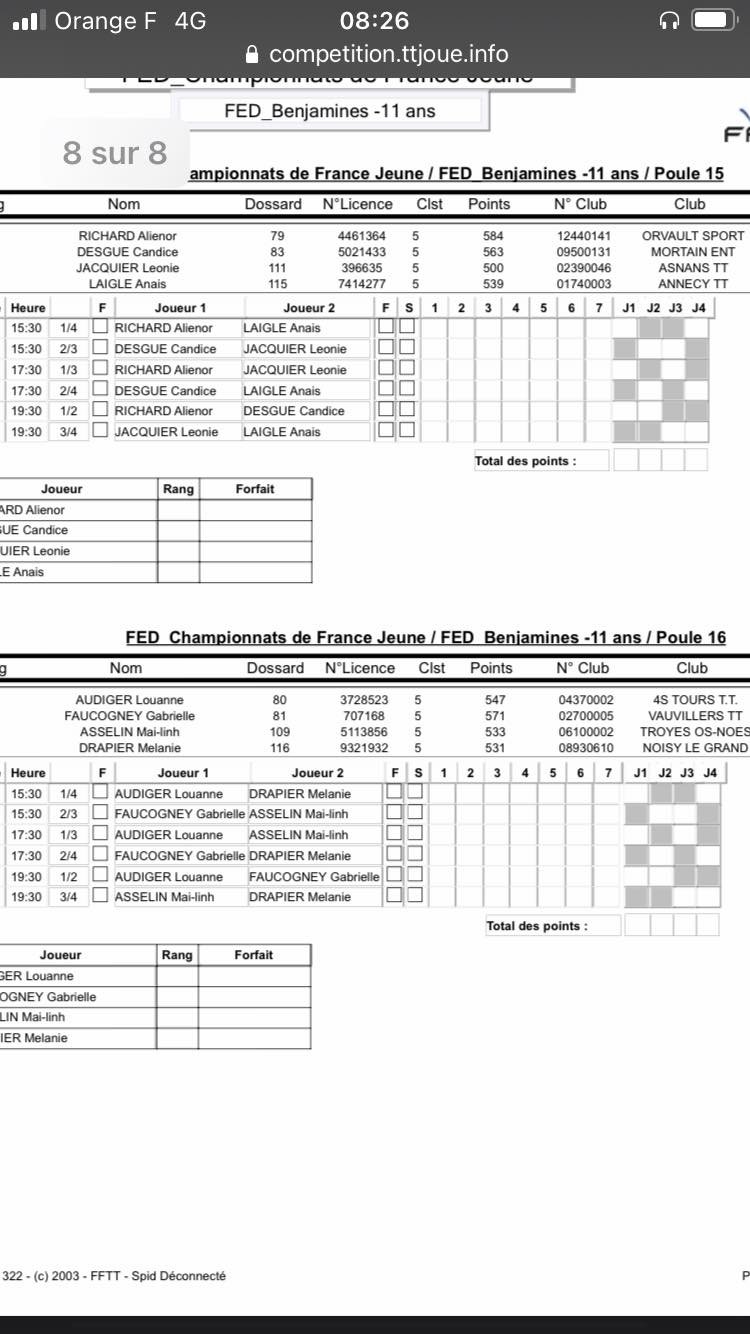 Orange F 4G 08:26
competition.ttjoue.info
FED_Championnats de France Jeune
FED_Benjamines -11 ans
8 sur 8
ampionnats de France Jeune / FED_Benjamines -11 ans / Poule 15
g Nom Dossard N°Licence Clst Points N° Club Club
RICHARD Alienor 79 4461364 5 584 12440141 ORVAULT SPORT
DESGUE Candice 83 5021433 5 563 09500131 MORTAIN ENT
JACQUIER Leonie 111 396635 5 500 02390046 ASNANS TT
LAIGLE Anais 115 7414277 5 539 01740003 ANNECY TT
Heure F Joueur 1 Joueur 2 F S 1 2 3 4 5 6 7 J1 J2 J3 J4
15:30 1/4 RICHARD Alienor LAIGLE Anais
15:30 2/3 DESGUE Candice JACQUIER Leonie
17:30 1/3 RICHARD Alienor JACQUIER Leonie
17:30 2/4 DESGUE Candice LAIGLE Anais
19:30 1/2 RICHARD Alienor DESGUE Candice
19:30 3/4 JACQUIER Leonie LAIGLE Anais
Total des points :
Joueur Rang Forfait
ARD Alienor
GUE Candice
UIER Leonie
LE Anais
FED_Championnats de France Jeune / FED_Benjamines -11 ans / Poule 16
g Nom Dossard N°Licence Clst Points N° Club Club
AUDIGER Louanne 80 3728523 5 547 04370002 4S TOURS T.T.
FAUCOGNEY Gabrielle 81 707168 5 571 02700005 VAUVILLERS TT
ASSELIN Mai-linh 109 5113856 5 533 06100002 TROYES OS-NOES
DRAPIER Melanie 116 9321932 5 531 08930610 NOISY LE GRAND
Heure F Joueur 1 Joueur 2 F S 1 2 3 4 5 6 7 J1 J2 J3 J4
15:30 1/4 AUDIGER Louanne DRAPIER Melanie
15:30 2/3 FAUCOGNEY Gabrielle ASSELIN Mai-linh
17:30 1/3 AUDIGER Louanne ASSELIN Mai-linh
17:30 2/4 FAUCOGNEY Gabrielle DRAPIER Melanie
19:30 1/2 AUDIGER Louanne FAUCOGNEY Gabrielle
19:30 3/4 ASSELIN Mai-linh DRAPIER Melanie
Total des points :
Joueur Rang Forfait
GER Louanne
OGNEY Gabrielle
LIN Mai-linh
IER Melanie
322 - (c) 2003 - FFTT - Spid Déconnecté P